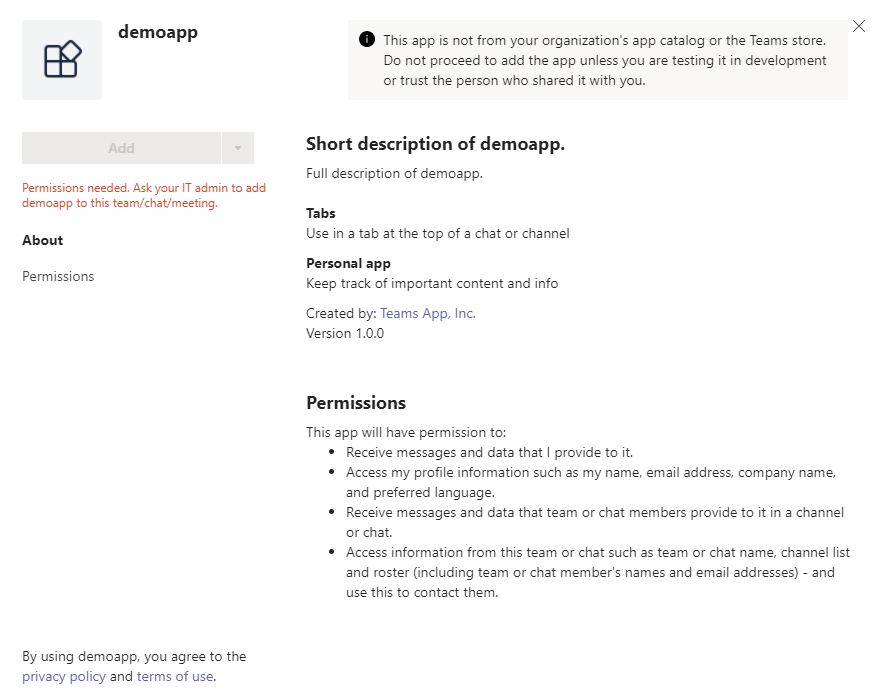 demoapp
This app is not from your organization's app catalog or the Teams store.
Do not proceed to add the app unless you are testing it in development
or trust the person who shared it with you.
Add
Permissions needed. Ask your IT admin to add
demoapp to this team/chat/meeting.
About
Permissions
Short description of demoapp.
Full description of demoapp.
Tabs
Use in a tab at the top of a chat or channel
Personal app
Keep track of important content and info
Created by: Teams App, Inc.
Version 1.0.0
Permissions
This app will have permission to:
• Receive messages and data that I provide to it.
• Access my profile information such as my name, email address, company name,
and preferred language.
• Receive messages and data that team or chat members provide to it in a channel
or chat.
• Access information from this team or chat such as team or chat name, channel list
and roster (including team or chat member's names and email addresses) - and
use this to contact them.
By using demoapp, you agree to the
privacy policy and terms of use.